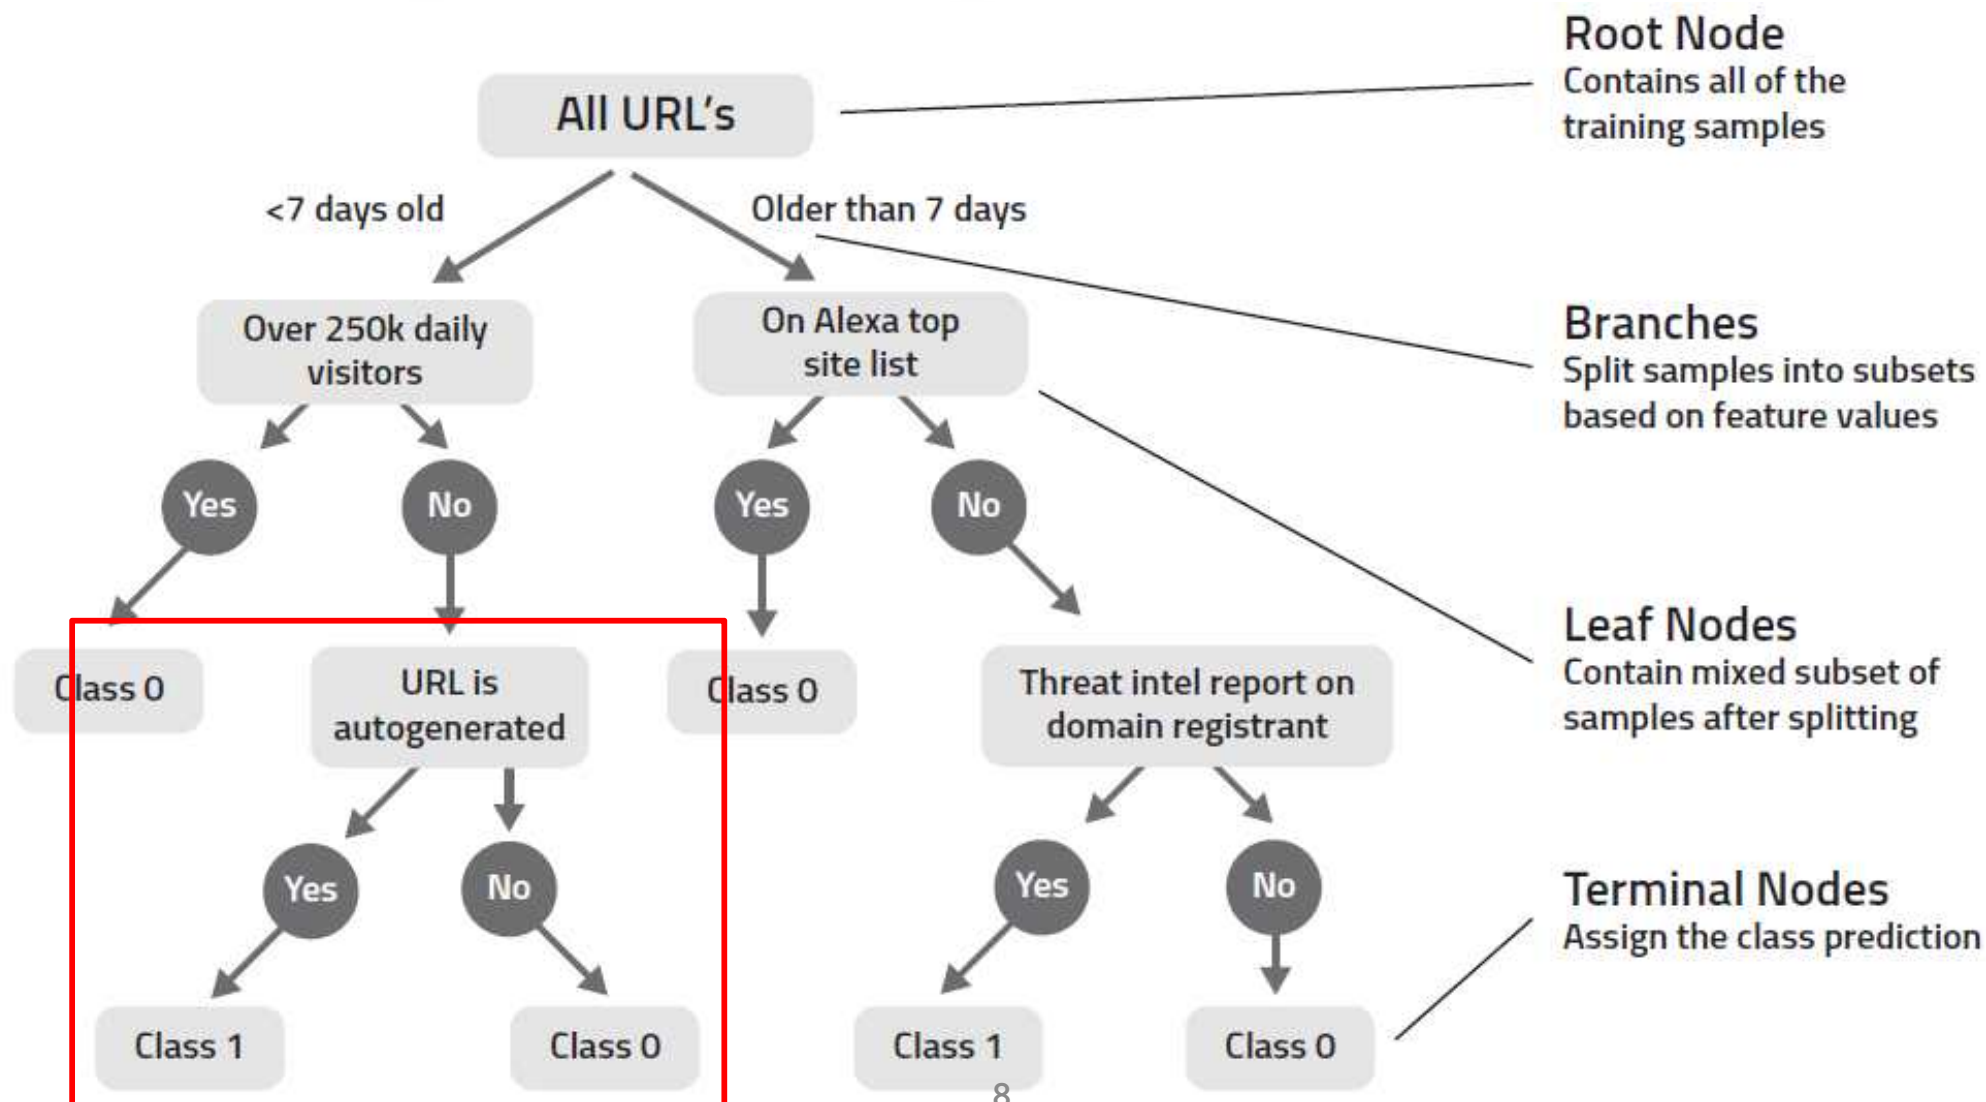 All URL's
<7 days old
Older than 7 days
Over 250k daily
visitors
On Alexa top
site list
Yes
No
Yes
No
Class 0
URL is
autogenerated
Class 0
Threat intel report on
domain registrant
Yes
No
Yes
No
Class 1
Class 0
Class 1
Class 0
8
Root Node
Contains all of the
training samples
Branches
Split samples into subsets
based on feature values
Leaf Nodes
Contain mixed subset of
samples after splitting
Terminal Nodes
Assign the class prediction